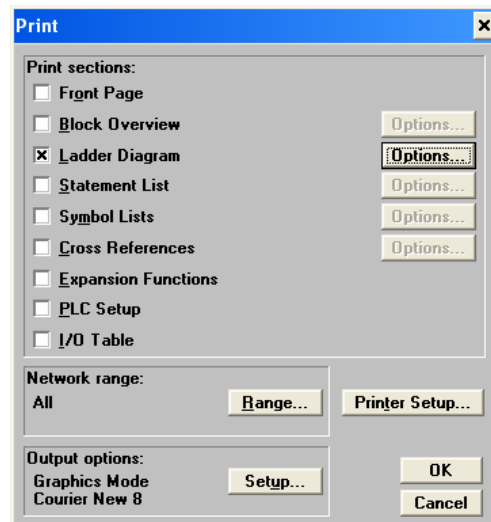 Print
Print sections:
Front Page
Block Overview Options...
Ladder Diagram Options...
Statement List Options...
Symbol Lists Options...
Cross References Options...
Expansion Functions
PLC Setup
I/O Table
Network range:
All Range... Printer Setup...
Output options:
Graphics Mode Setup... OK
Courier New 8 Cancel